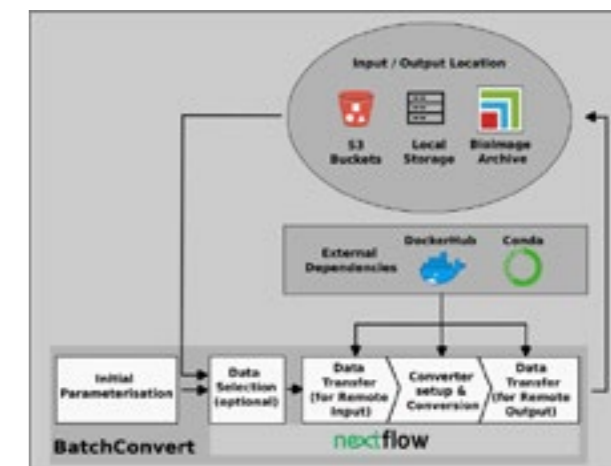 Input / Output Location
S3
Buckets
Local
Storage
BioImage
Archive
External
Dependencies
DockerHub
Conda
Initial
Parameterisation
Data
Selection
(optional)
Data
Transfer
(for Remote
Input)
Converter
setup &
Conversion
Data
Transfer
(for Remote
Output)
BatchConvert
nextflow